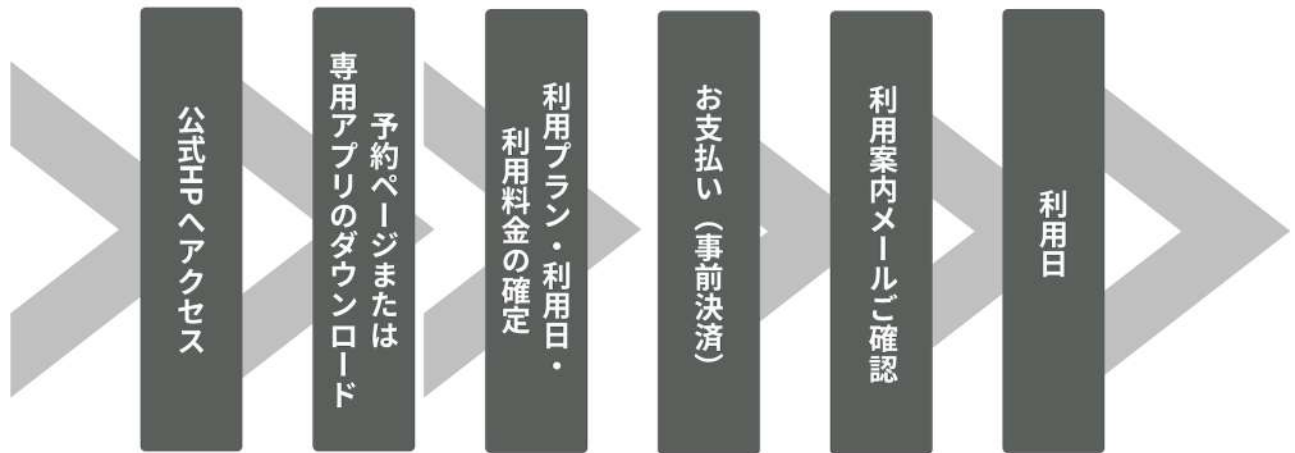 公式HPへアクセス
予約ページまたは
専用アプリのダウンロード
利用プラン・利用日・
利用料金の確定
お支払い（事前決済）
利用案内メールご確認
利用日